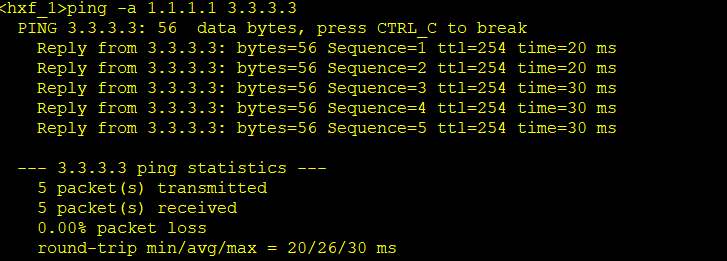 <hxf_1>ping -a 1.1.1.1 3.3.3.3
PING 3.3.3.3: 56  data bytes, press CTRL_C to break
Reply from 3.3.3.3: bytes=56 Sequence=1 ttl=254 time=20 ms
Reply from 3.3.3.3: bytes=56 Sequence=2 ttl=254 time=20 ms
Reply from 3.3.3.3: bytes=56 Sequence=3 ttl=254 time=30 ms
Reply from 3.3.3.3: bytes=56 Sequence=4 ttl=254 time=30 ms
Reply from 3.3.3.3: bytes=56 Sequence=5 ttl=254 time=30 ms
--- 3.3.3.3 ping statistics ---
5 packet(s) transmitted
5 packet(s) received
0.00% packet loss
round-trip min/avg/max = 20/26/30 ms